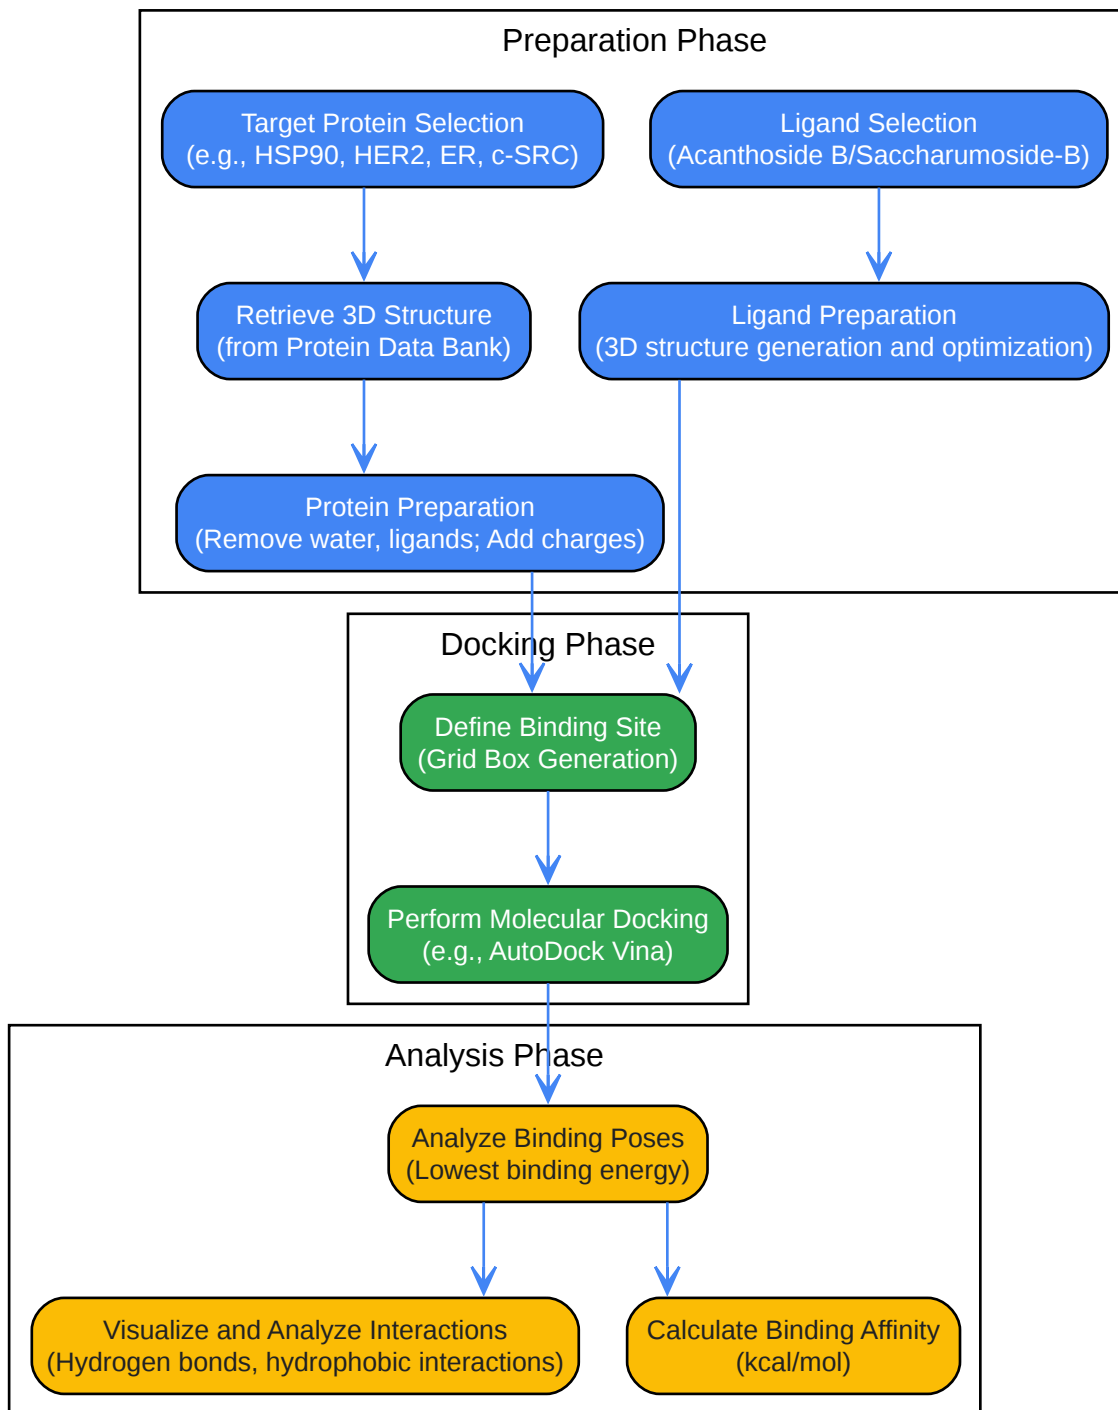 Preparation Phase
Target Protein Selection
(e.g., HSP90, HER2, ER, c-SRC)
Ligand Selection
(Acanthoside B/Saccharumoside-B)
Retrieve 3D Structure
(from Protein Data Bank)
Ligand Preparation
(3D structure generation and optimization)
Protein Preparation
(Remove water, ligands; Add charges)
Docking Phase
Define Binding Site
(Grid Box Generation)
Perform Molecular Docking
(e.g., AutoDock Vina)
Analysis Phase
Analyze Binding Poses
(Lowest binding energy)
Visualize and Analyze Interactions
(Hydrogen bonds, hydrophobic interactions)
Calculate Binding Affinity
(kcal/mol)